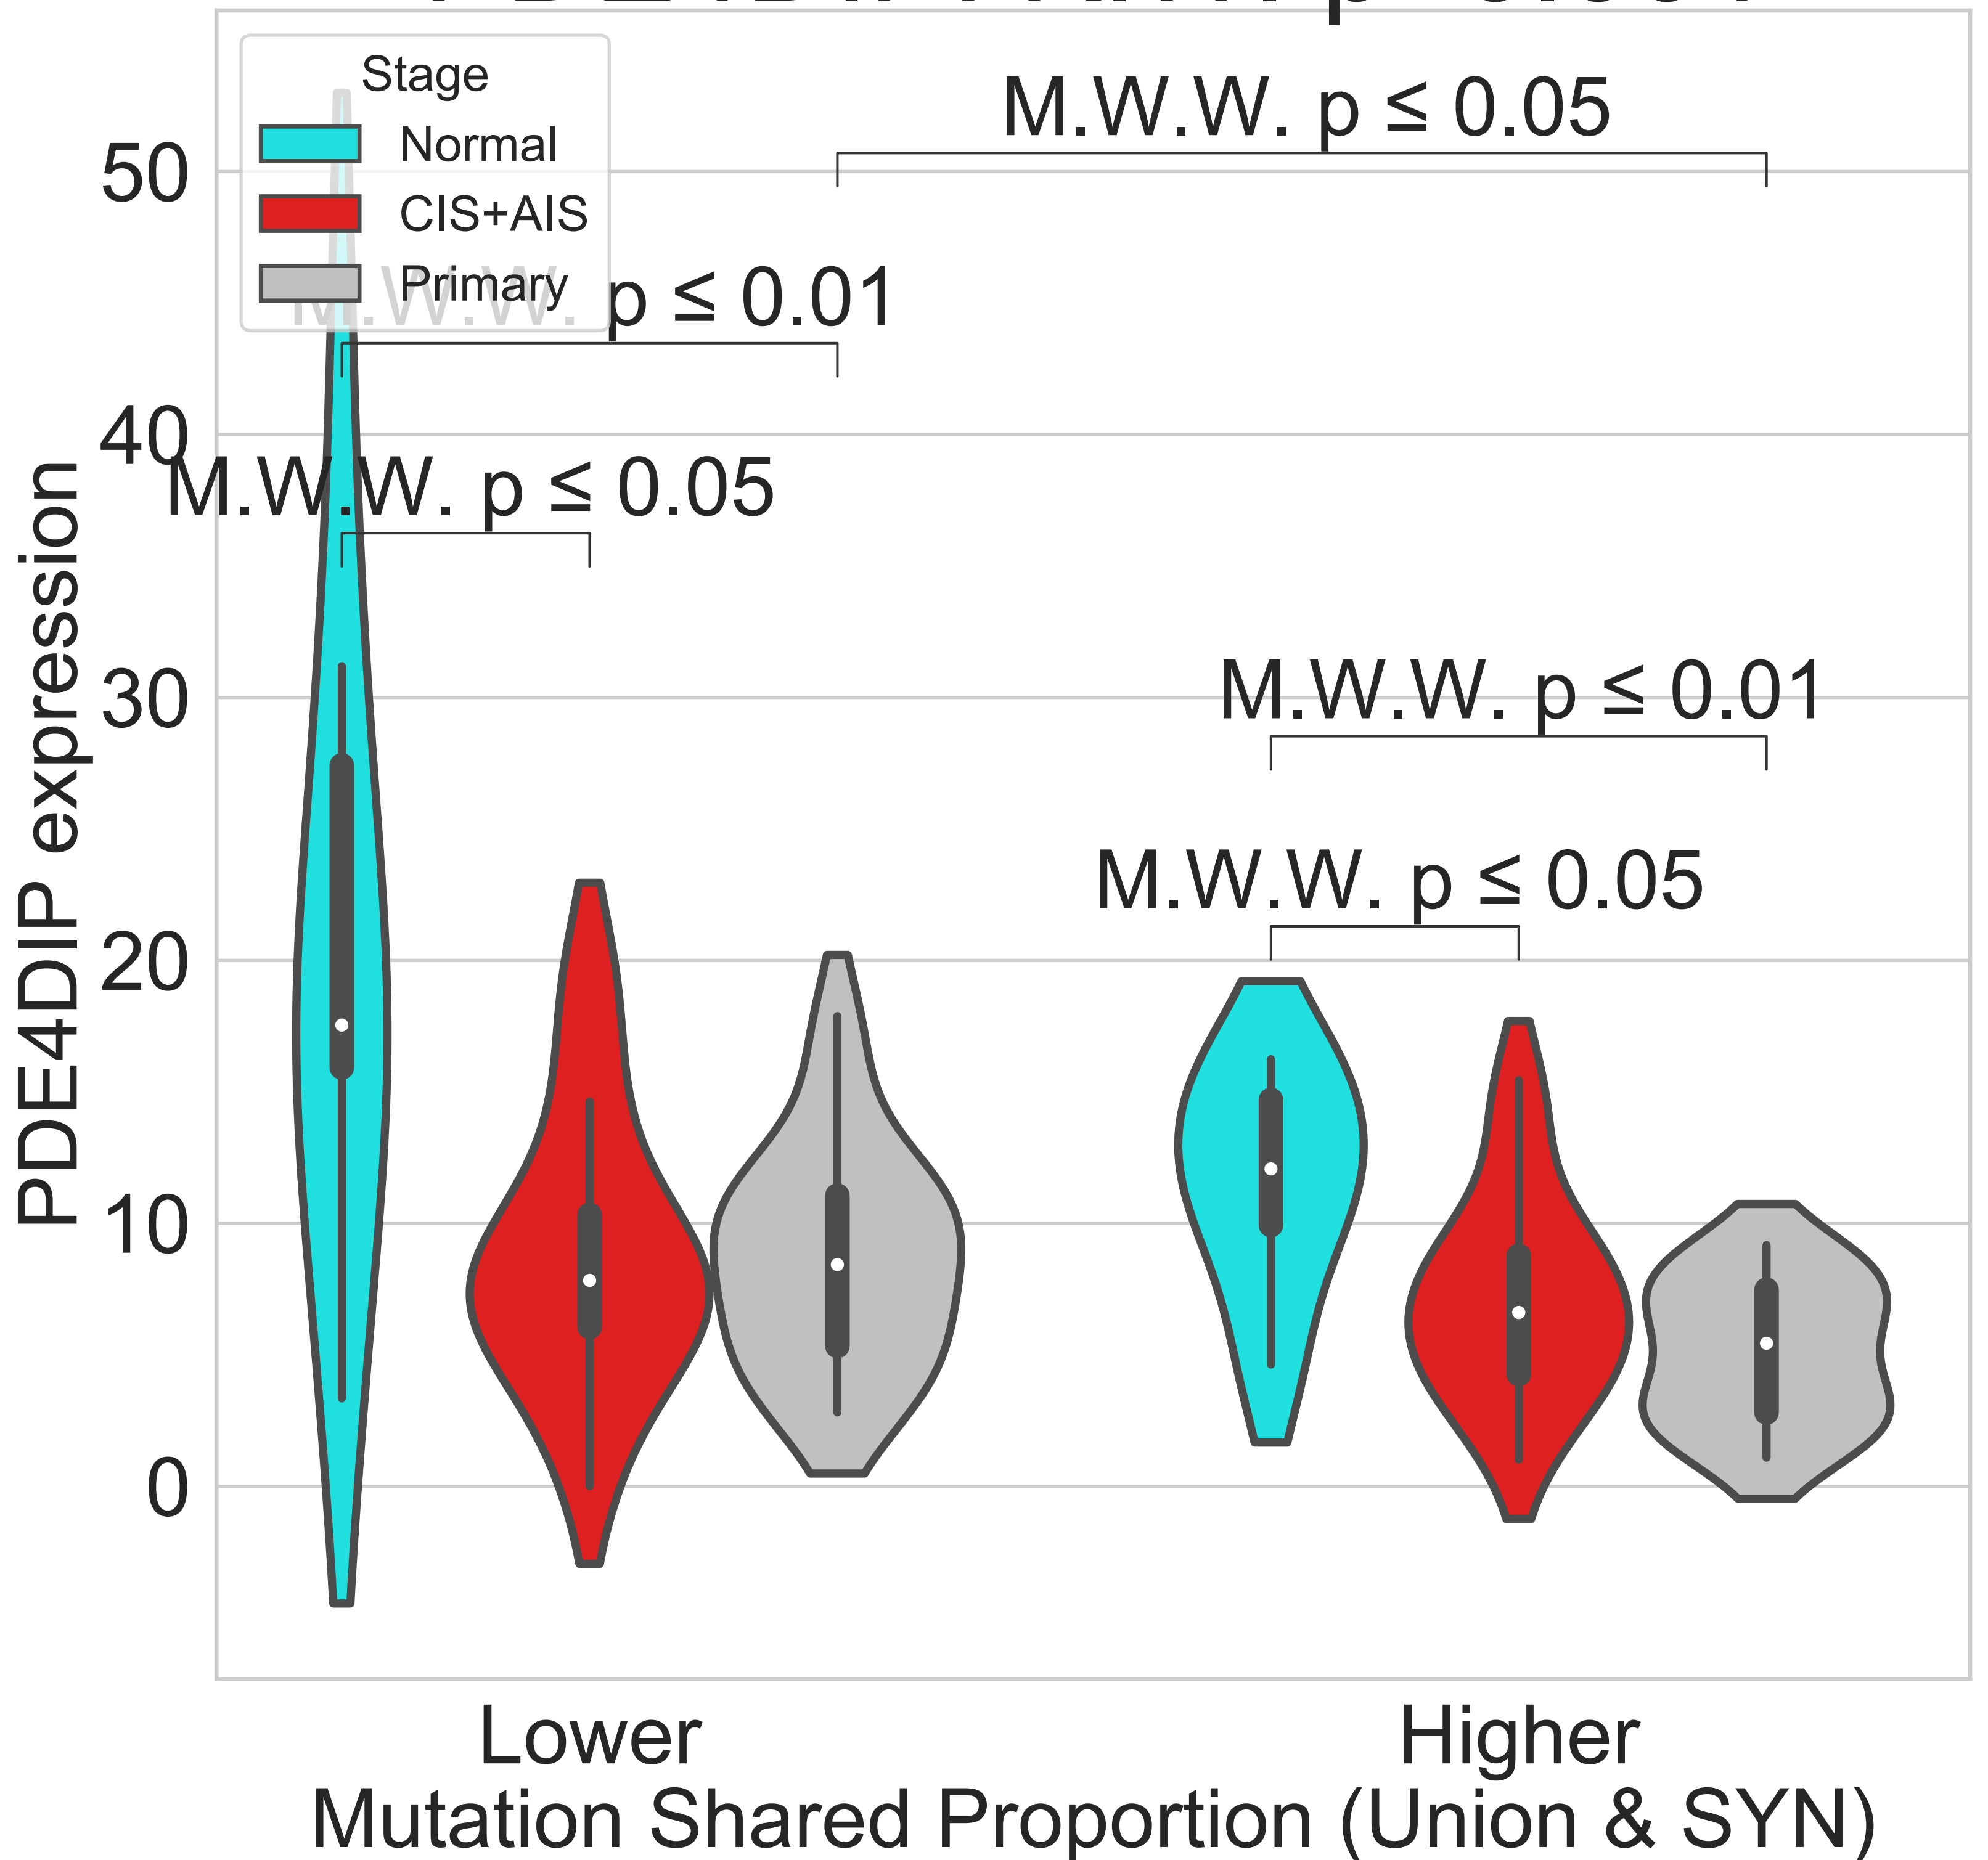 Stage
Normal
CIS+AIS
Primary
M.W.W. p ≤ 0.05
M.W.W. p ≤ 0.01
M.W.W. p ≤ 0.05
M.W.W. p ≤ 0.01
M.W.W. p ≤ 0.05
50
40
30
20
10
0
PDE4DIP expression
Lower
Higher
Mutation Shared Proportion (Union & SYN)